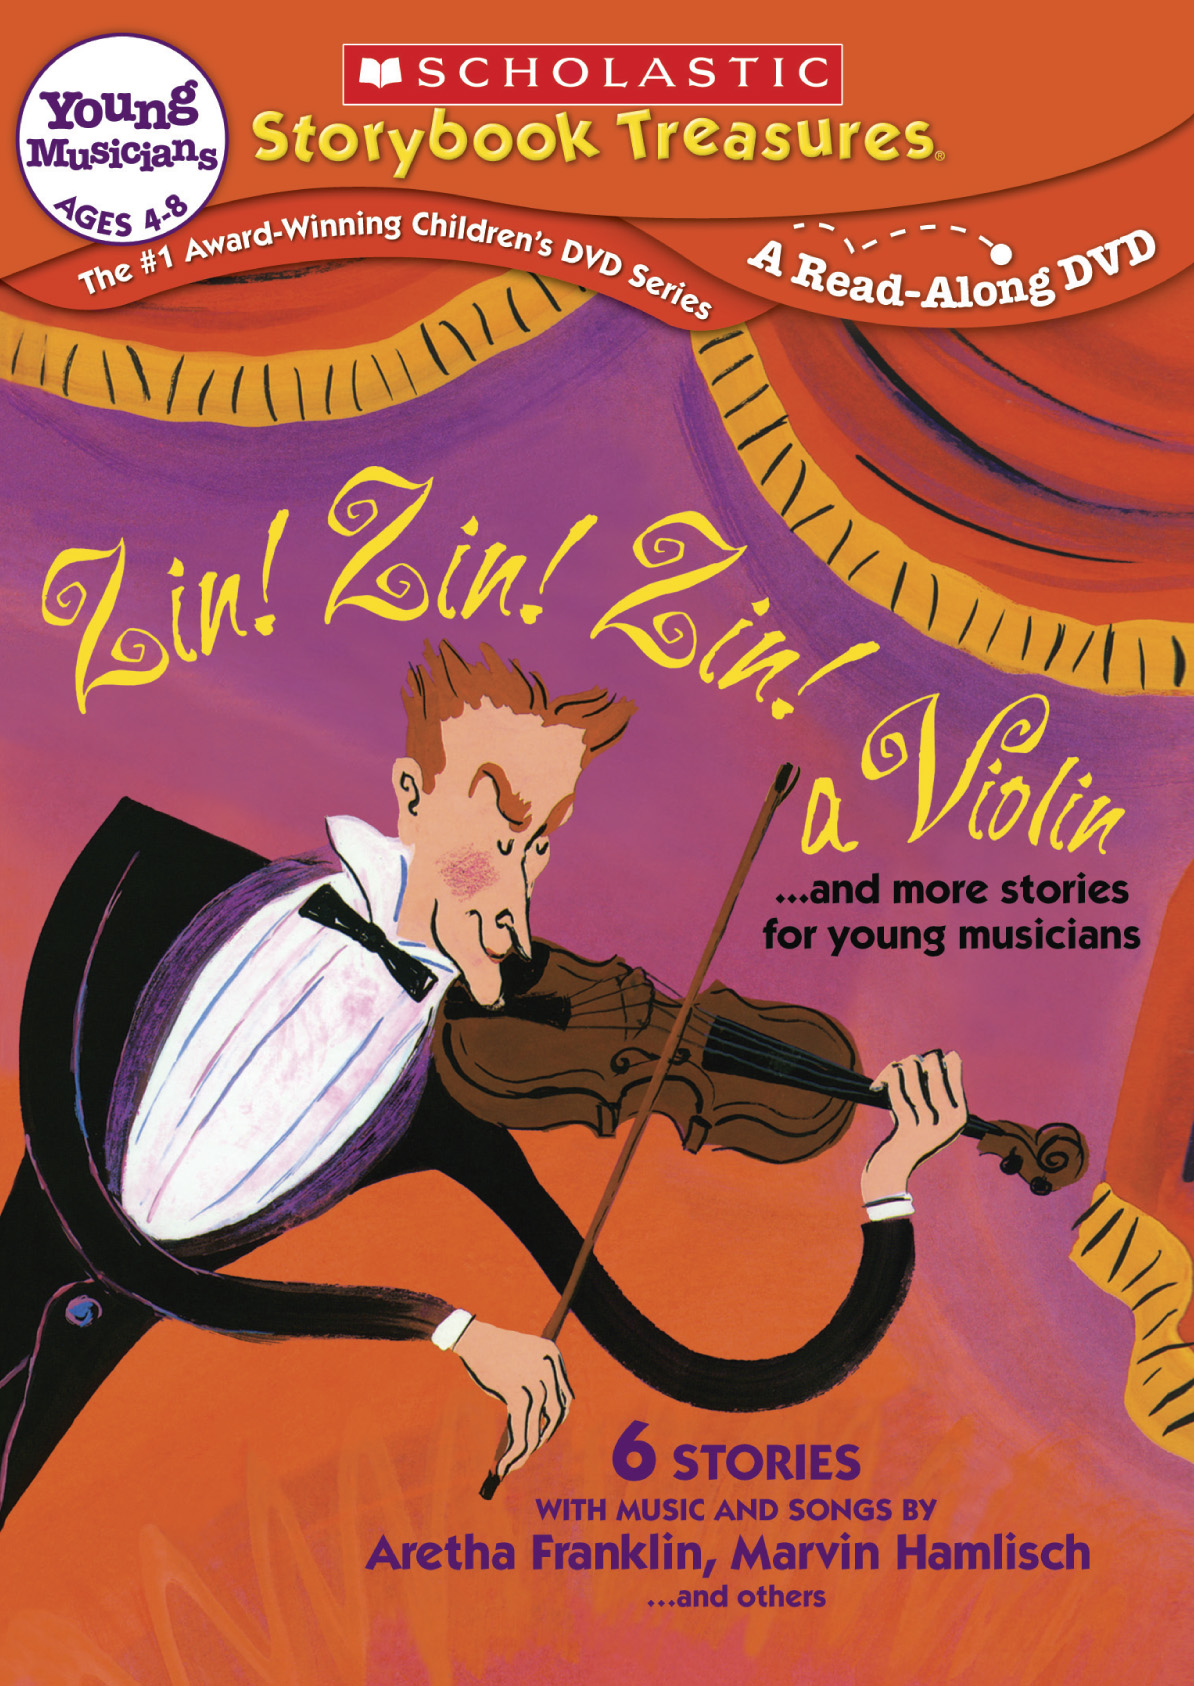 Young
Musicians
AGES 4-8
SCHOLASTIC
Storybook Treasures®
The #1 Award-Winning Children's DVD Series
A Read-Along DVD
Zin! Zin! Zin!
a Violin
...and more stories
for young musicians
6 STORIES
WITH MUSIC AND SONGS BY
Aretha Franklin, Marvin Hamlisch
...and others